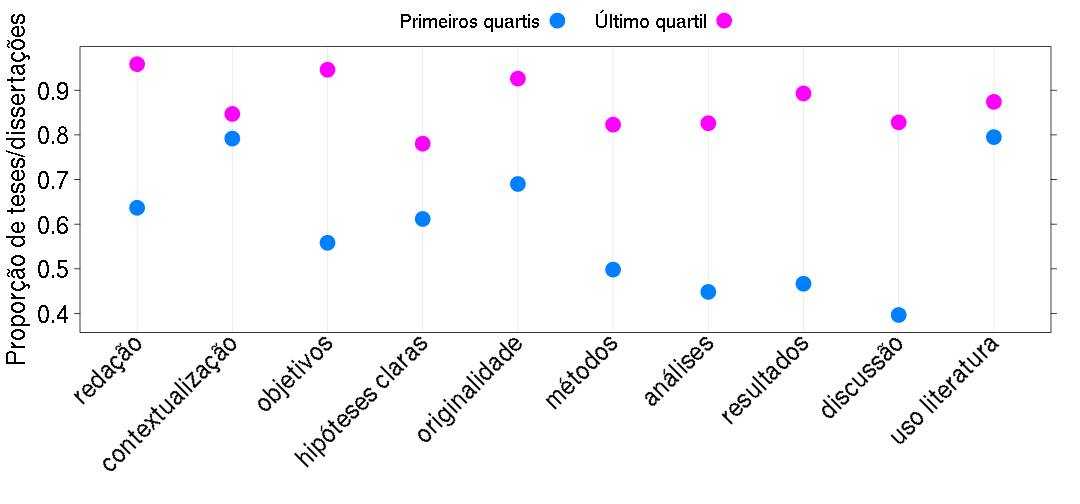 Primeiros quartis
Último quartil
Proporção de teses/dissertações
0.9
0.8
0.7
0.6
0.5
0.4
redação
contextualização
objetivos
hipóteses claras
originalidade
métodos
análises
resultados
discussão
uso literatura